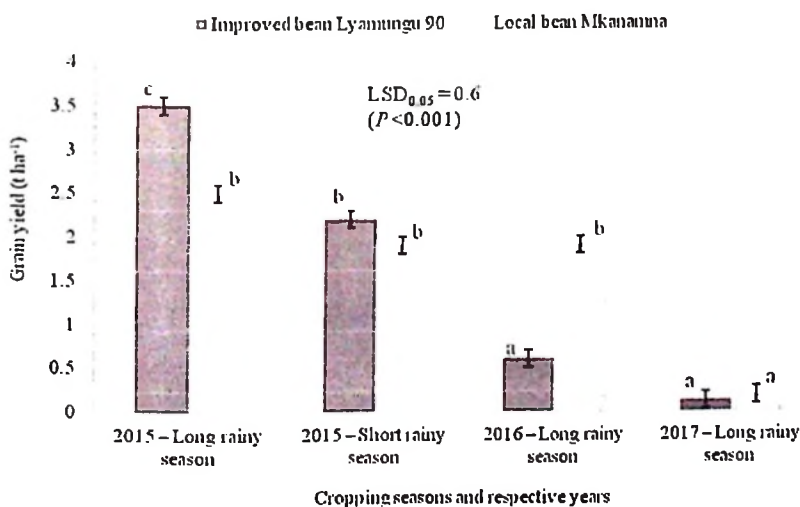 Improved bean Lyamungu 90 Local bean Mkanamna
LSD0.05=0.6
(P<0.001)
Grain yield (t ha-1)
4
3.5
3
2.5
2
1.5
1
0.5
0
c
b
b
b
a
b
a
a
2015–Long rainy season
2015–Short rainy season
2016–Long rainy season
2017–Long rainy season
Cropping seasons and respective years